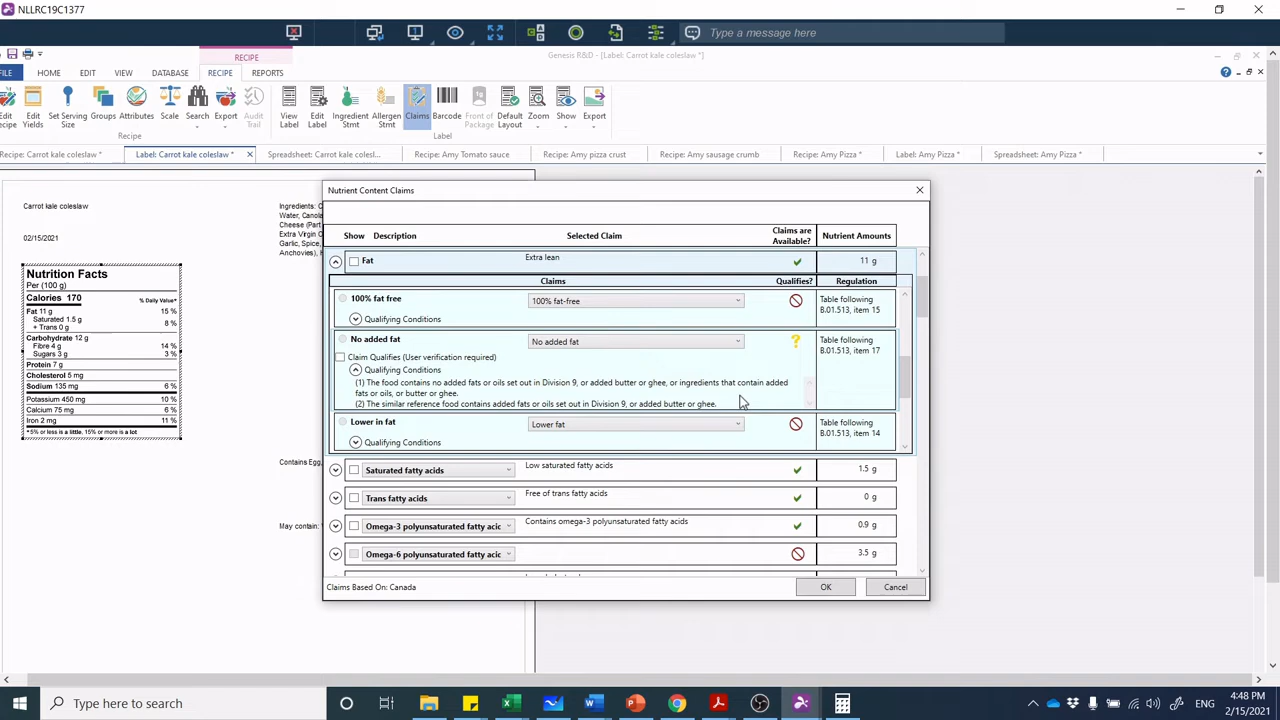 NLLRC19C1377
Type a message here
RECIPE
Genesis R&D - [Label: Carrot kale coleslaw *]
FILE HOME EDIT VIEW DATABASE RECIPE REPORTS
Edit Recipe
Edit Yields
Set Serving Size
Groups
Attributes
Scale
Search
Export
Audit Trail
View Label
Edit Label
Ingredient Stmt
Allergen Stmt
Claims
Barcode
Front of Package
Default Layout
Zoom
Show
Export
Recipe
Label
Recipe: Carrot kale coleslaw *
Label: Carrot kale coleslaw *
Spreadsheet: Carrot kale colesl...
Recipe: Amy Tomato sauce
Recipe: Amy pizza crust
Recipe: Amy sausage crumb
Recipe: Amy Pizza *
Label: Amy Pizza *
Spreadsheet: Amy Pizza *
Carrot kale coleslaw
02/15/2021
Ingredients: C
Water, Canola
Cheese (Part
Extra Virgin O
Garlic, Spice,
Anchovies), H
Nutrition Facts
Per (100 g)
Calories 170
% Daily Value*
Fat 11 g 15 %
Saturated 1.5 g
+ Trans 0 g 8 %
Carbohydrate 12 g
Fibre 4 g 14 %
Sugars 3 g 3 %
Protein 7 g
Cholesterol 5 mg
Sodium 135 mg 6 %
Potassium 450 mg 10 %
Calcium 75 mg 6 %
Iron 2 mg 11 %
*5% or less is a little, 15% or more is a lot
Contains Egg,
May contain:
Nutrient Content Claims
Show Description Selected Claim Claims are Available? Nutrient Amounts
Fat Extra lean 11 g
Claims Qualifies? Regulation
100% fat free 100% fat-free Table following B.01.513, item 15
Qualifying Conditions
No added fat No added fat ? Table following B.01.513, item 17
Claim Qualifies (User verification required)
Qualifying Conditions
(1) The food contains no added fats or oils set out in Division 9, or added butter or ghee, or ingredients that contain added
fats or oils, or butter or ghee.
(2) The similar reference food contains added fats or oils set out in Division 9, or added butter or ghee.
Lower in fat Lower fat Table following B.01.513, item 14
Qualifying Conditions
Saturated fatty acids Low saturated fatty acids 1.5 g
Trans fatty acids Free of trans fatty acids 0 g
Omega-3 polyunsaturated fatty acic Contains omega-3 polyunsaturated fatty acids 0.9 g
Omega-6 polyunsaturated fatty acic 3.5 g
Claims Based On: Canada
OK
Cancel
Type here to search
ENG
4:48 PM
2/15/2021